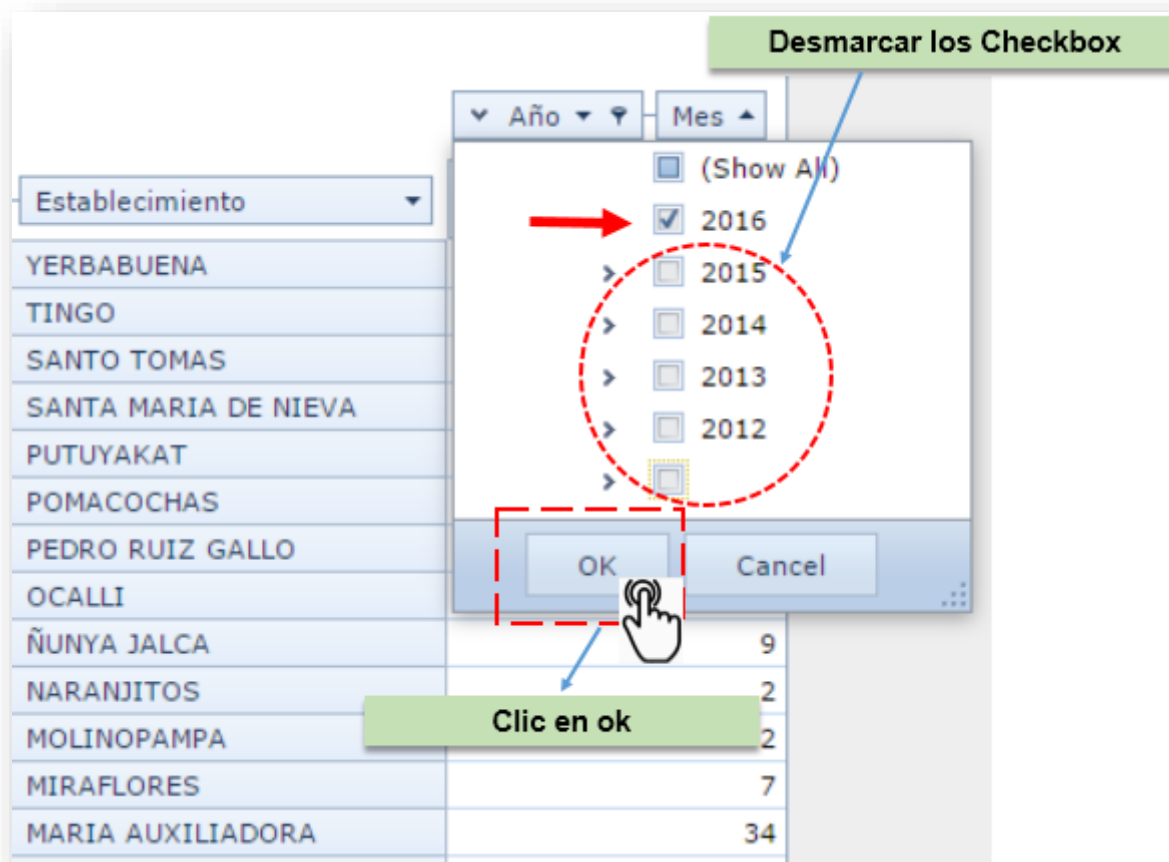 Desmarcar los Checkbox
Año Mes
(Show All)
Establecimiento
2016
YERBABUENA
2015
TINGO
2014
SANTO TOMAS
2013
SANTA MARIA DE NIEVA
2012
PUTUYAKAT
POMACOCHAS
PEDRO RUIZ GALLO
OK Cancel
OCALLI
ÑUNYA JALCA 9
NARANJITOS 2
Clic en ok
MOLINOPAMPA 2
MIRAFLORES 7
MARIA AUXILIADORA 34